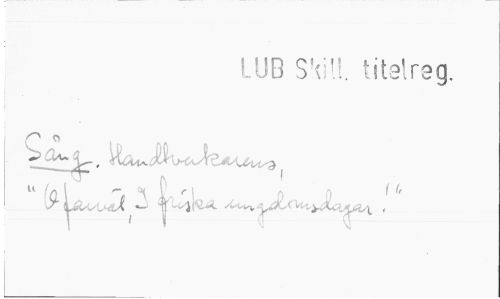 LUB Skill. titelreg.
Sång. Handtverkarens,
"O farväl, I friska ungdomsdagar!"